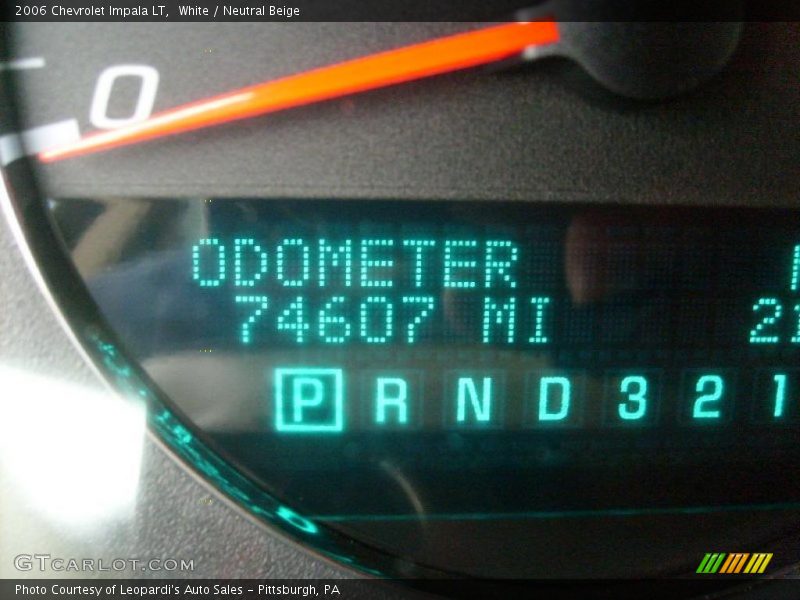 2006 Chevrolet Impala LT,  White / Neutral Beige
0
ODOMETER
74607 MI
P R N D 3 2 1
GTCARLOT.COM
Photo Courtesy of Leopardi's Auto Sales - Pittsburgh, PA